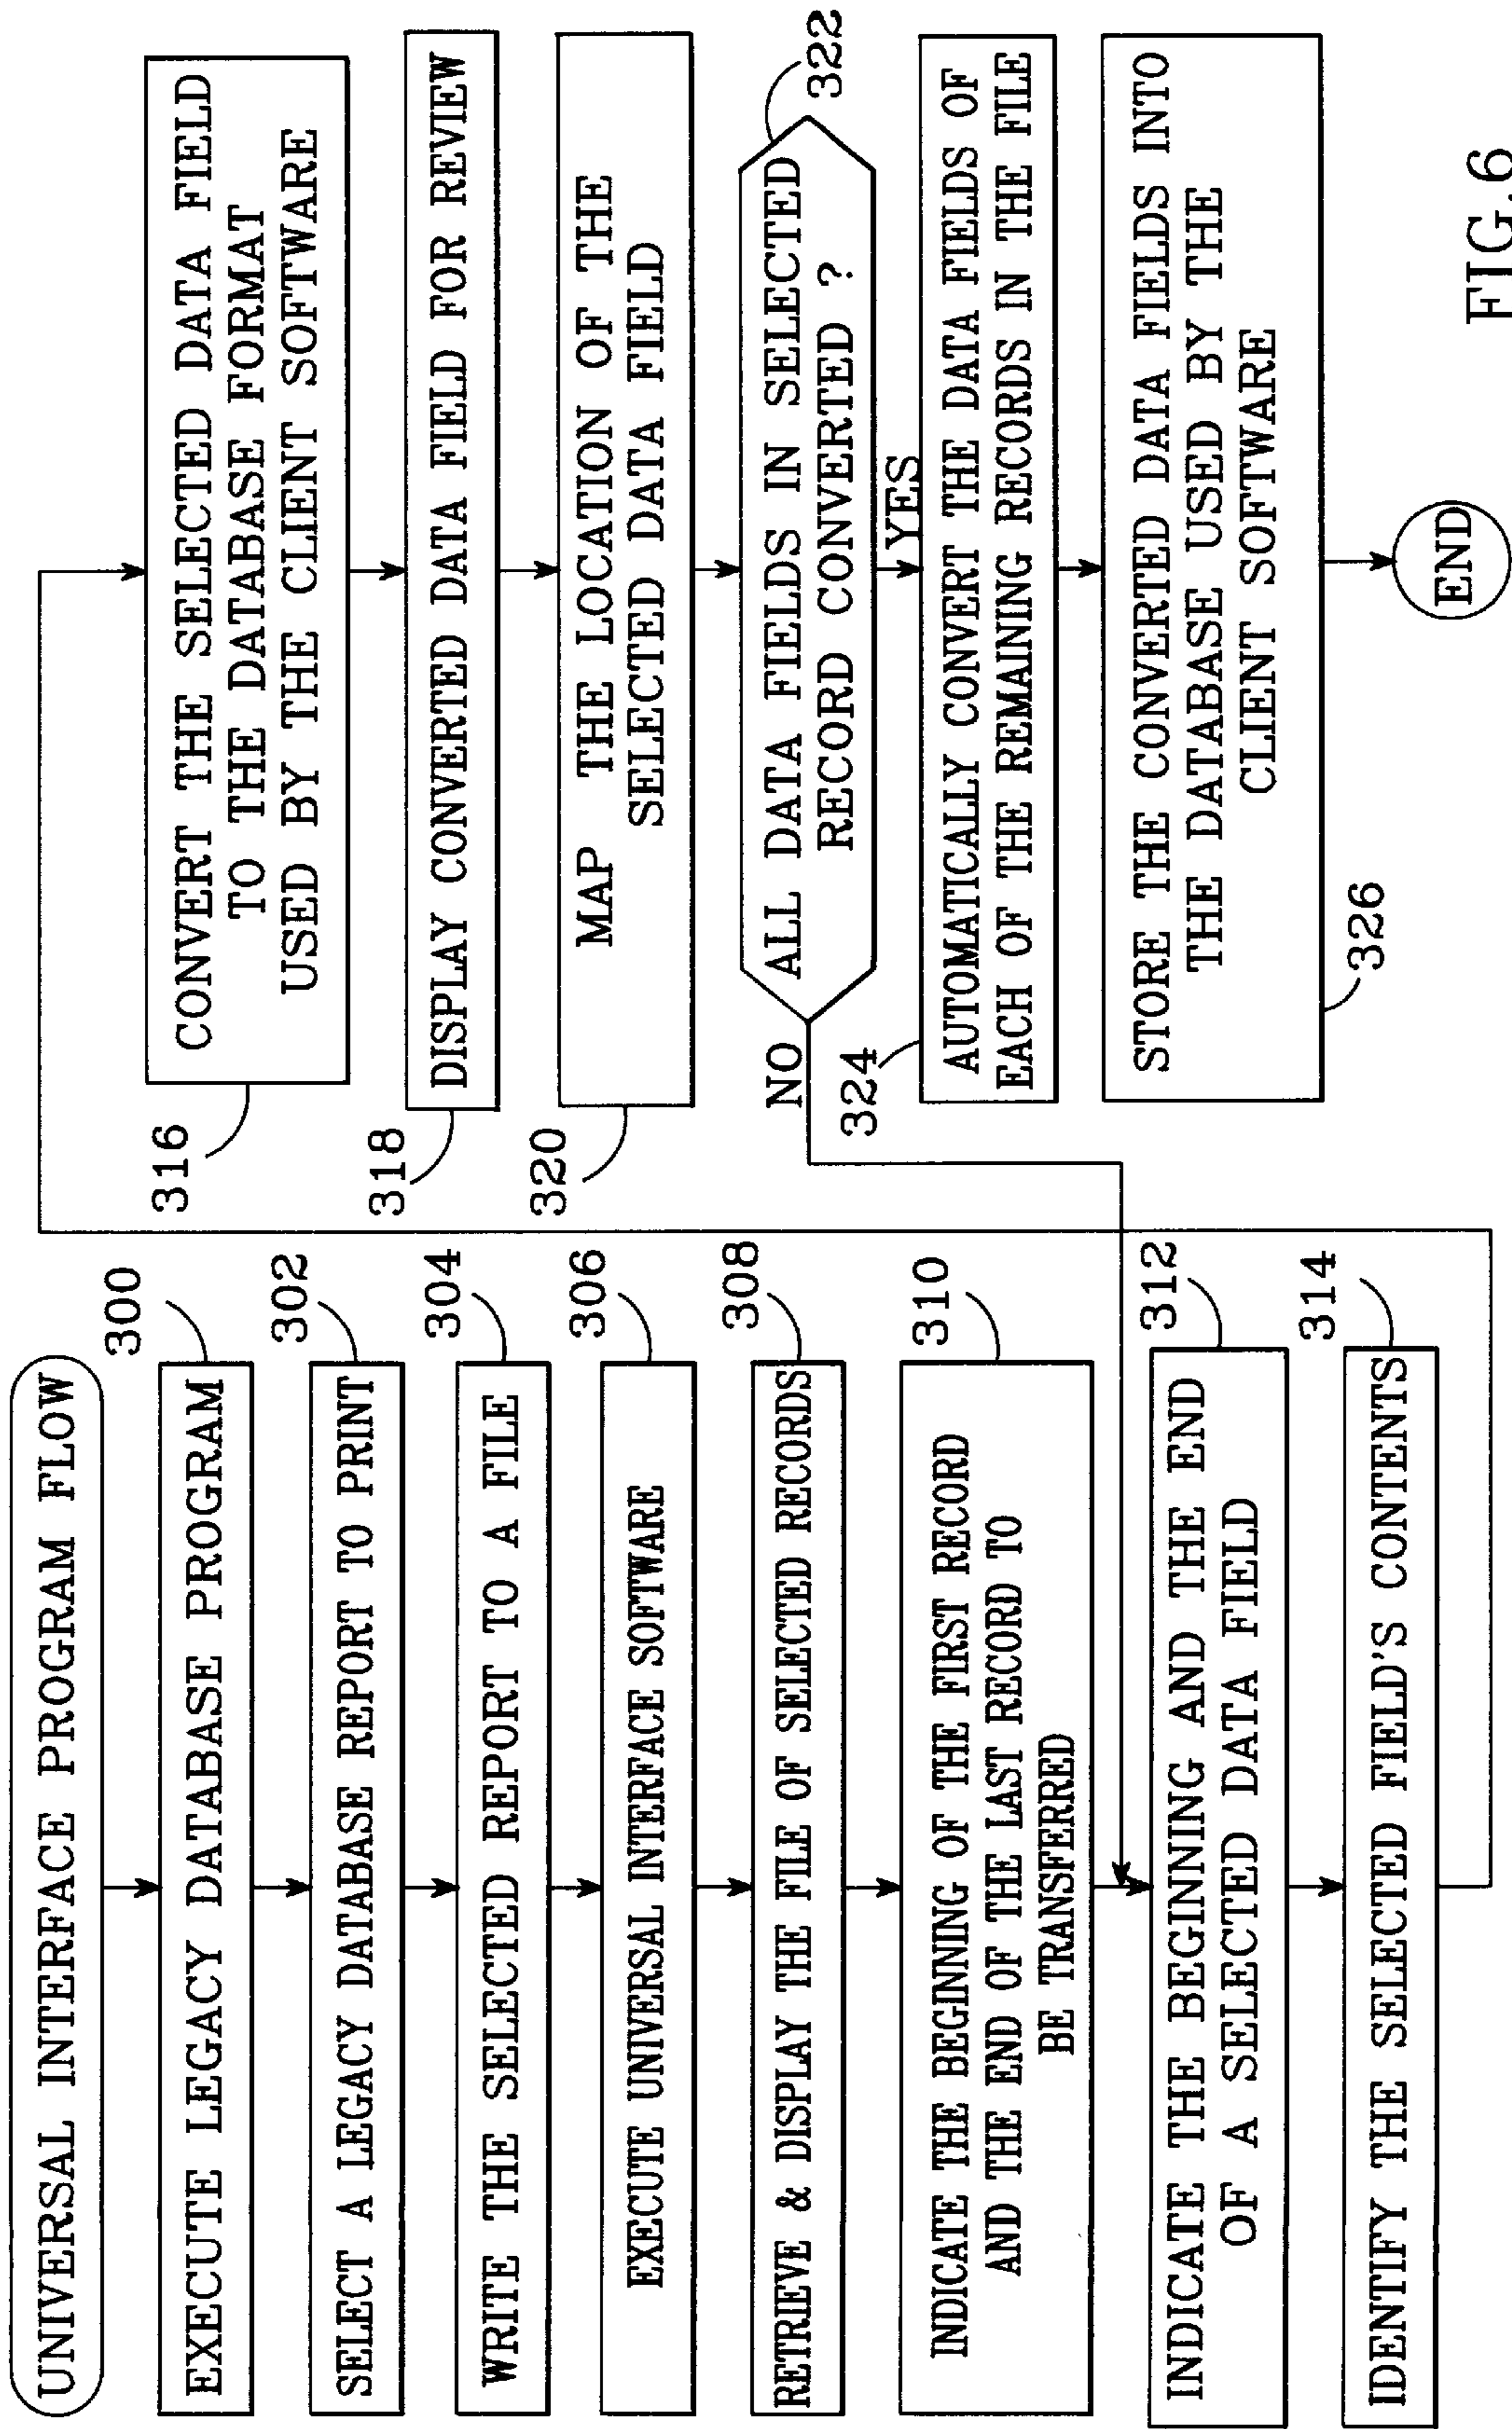 UNIVERSAL INTERFACE PROGRAM FLOW
300
EXECUTE LEGACY DATABASE PROGRAM
302
SELECT A LEGACY DATABASE REPORT TO PRINT
304
WRITE THE SELECTED REPORT TO A FILE
306
EXECUTE UNIVERSAL INTERFACE SOFTWARE
308
RETRIEVE & DISPLAY THE FILE OF SELECTED RECORDS
310
INDICATE THE BEGINNING OF THE FIRST RECORD
AND THE END OF THE LAST RECORD TO
BE TRANSFERRED
312
INDICATE THE BEGINNING AND THE END
OF A SELECTED DATA FIELD
314
IDENTIFY THE SELECTED FIELD'S CONTENTS
316
CONVERT THE SELECTED DATA FIELD
TO THE DATABASE FORMAT
USED BY THE CLIENT SOFTWARE
318
DISPLAY CONVERTED DATA FIELD FOR REVIEW
320
MAP THE LOCATION OF THE
SELECTED DATA FIELD
322
ALL DATA FIELDS IN SELECTED
RECORD CONVERTED ?
NO
YES
324
AUTOMATICALLY CONVERT THE DATA FIELDS OF
EACH OF THE REMAINING RECORDS IN THE FILE
STORE THE CONVERTED DATA FIELDS INTO
THE DATABASE USED BY THE
CLIENT SOFTWARE
326
END
FIG.6